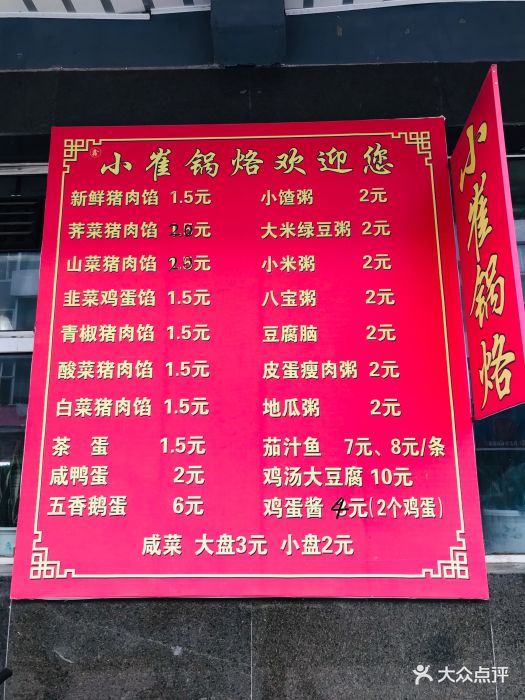 小崔锅烙欢迎您
新鲜猪肉馅 1.5元 小馇粥 2元
荠菜猪肉馅 元 大米绿豆粥 2元
山菜猪肉馅 元 小米粥 2元
韭菜鸡蛋馅 1.5元 八宝粥 2元
青椒猪肉馅 1.5元 豆腐脑 2元
酸菜猪肉馅 1.5元 皮蛋瘦肉粥 2元
白菜猪肉馅 1.5元 地瓜粥 2元
茶蛋 1.5元 茄汁鱼 7元、8元/条
咸鸭蛋 2元 鸡汤大豆腐 10元
五香鹅蛋 6元 鸡蛋酱 4元(2个鸡蛋)
咸菜 大盘3元 小盘2元
小崔锅烙
大众点评